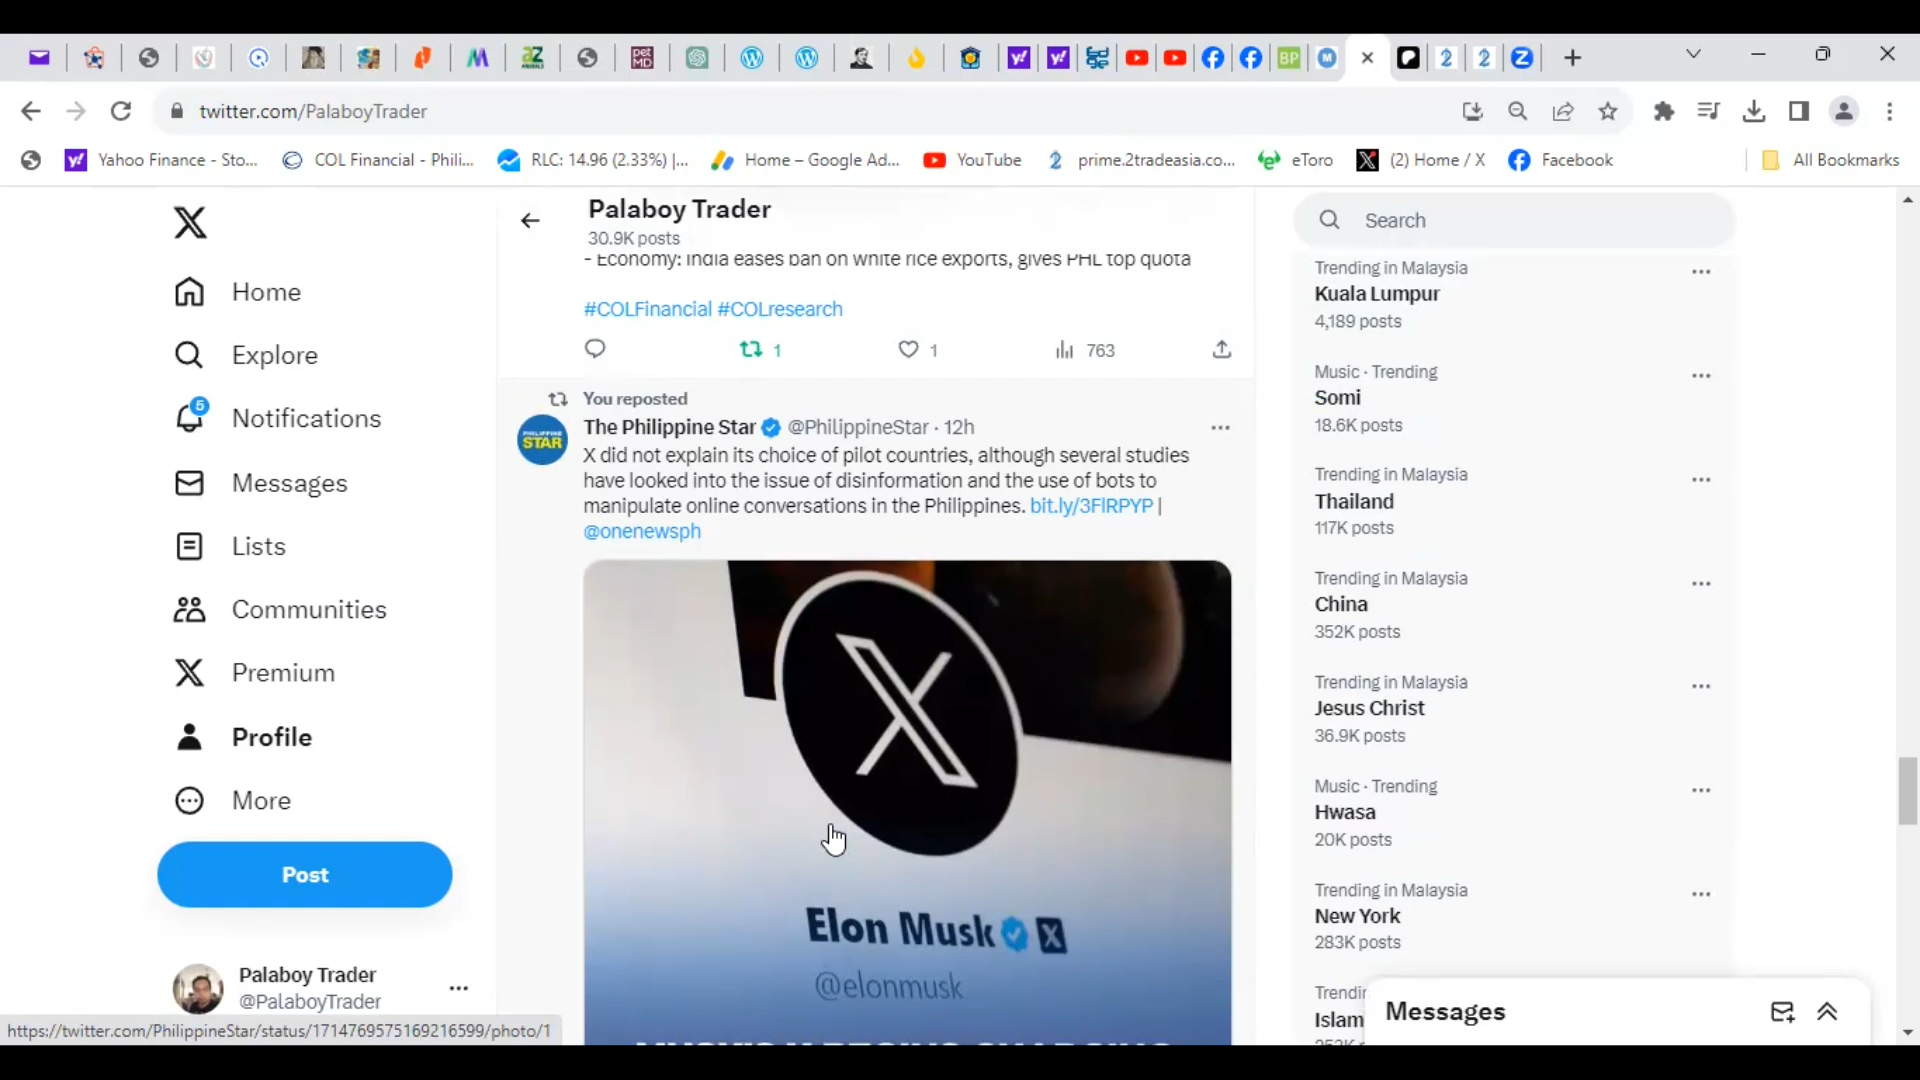 twitter.com/PalaboyTrader
Yahoo Finance - Sto...
COL Financial - Phili...
RLC: 14.96 (2.33%) |...
Home – Google Ad...
YouTube
prime.2tradeasia.co...
eToro
(2) Home / X
Facebook
All Bookmarks
Home
Explore
5
Notifications
Messages
Lists
Communities
Premium
Profile
More
Post
Palaboy Trader
@PalaboyTrader
https://twitter.com/PhilippineStar/status/1714769575169216599/photo/1
Palaboy Trader
30.9K posts
- Economy: India eases ban on white rice exports, gives PHL top quota
#COLFinancial #COLresearch
1
1
763
You reposted
PHILIPPINE
STAR
The Philippine Star @PhilippineStar · 12h
X did not explain its choice of pilot countries, although several studies
have looked into the issue of disinformation and the use of bots to
manipulate online conversations in the Philippines. bit.ly/3FlRPYP |
@onenewsph
Elon Musk
@elonmusk
Search
Trending in Malaysia
Kuala Lumpur
4,189 posts
Music · Trending
Somi
18.6K posts
Trending in Malaysia
Thailand
117K posts
Trending in Malaysia
China
352K posts
Trending in Malaysia
Jesus Christ
36.9K posts
Music · Trending
Hwasa
20K posts
Trending in Malaysia
New York
283K posts
Islam
Messages